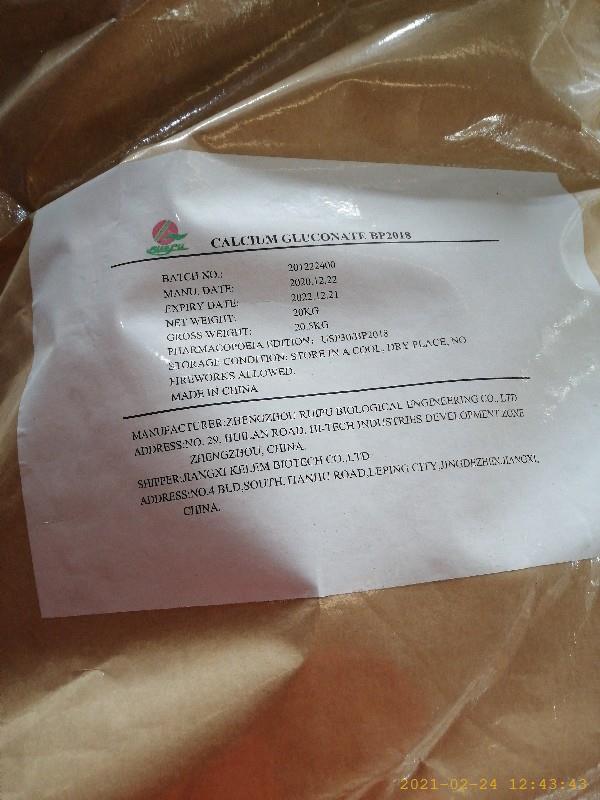 RUIPU
CALCIUM GLUCONATE BP2018
BATCH NO.: 201222400
MANU. DATE: 2020.12.22
EXPIRY DATE: 2022.12.21
NET WEIGHT: 20KG
GROSS WEIGHT: 20.5KG
PHARMACOPOEIA EDITION: USP30/BP2018
STORAGE CONDITION: STORE IN A COOL, DRY PLACE, NO
FIREWORKS ALLOWED.
MADE IN CHINA
MANUFACTURER:ZHENGZHOU RUIPU BIOLOGICAL ENGINEERING CO., LTD
ADDRESS:NO. 29, ROAD, HI-TECH INDUSTRIES DEVELOPMENT ZONE
ZHENGZHOU, CHINA.
SHIPPER:JIANGXI KELEM BIOTECH CO.,LTD
ADDRESS:NO.4 BLD,SOUTH ROAD,LEPING CITY,JINGDEZHEN,JIANGXI,
CHINA.
2021-02-24 12:43:43